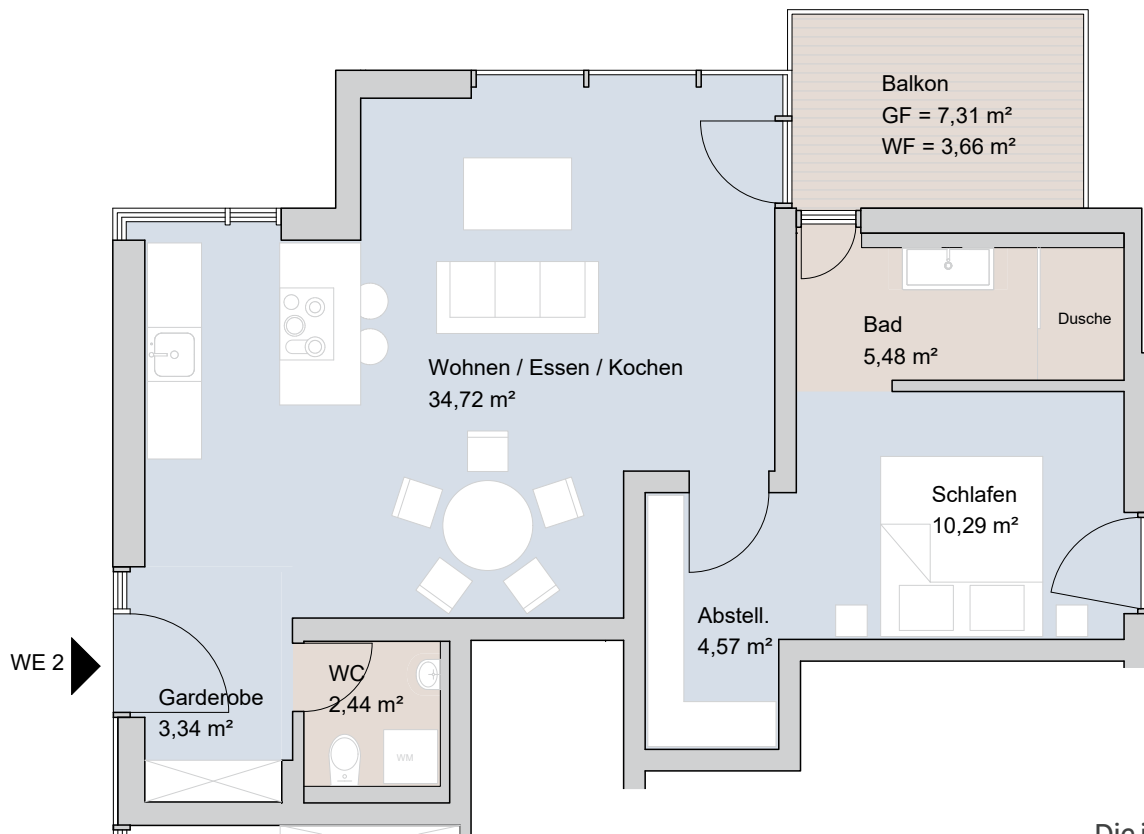 Balkon
GF = 7,31 m²
WF = 3,66 m²
Dusche
Bad
5,48 m²
Wohnen / Essen / Kochen
34,72 m²
Schlafen
10,29 m²
Abstell.
4,57 m²
WE 2
WC
2,44 m²
Garderobe
3,34 m²
WM